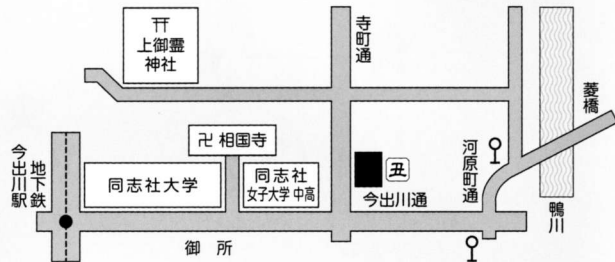 上御霊
神社
寺町通
卍 相国寺
菱橋
河原町通
丑
地下鉄
今出川駅
同志社大学
同志社
女子大学 中高
今出川通
鴨川
御所